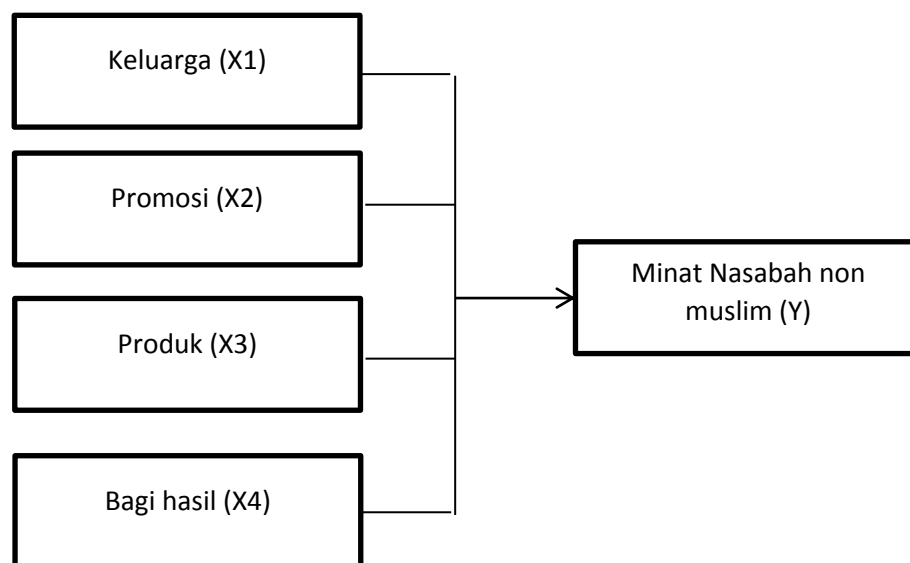 Keluarga (X1)
Promosi (X2)
Produk (X3)
Bagi hasil (X4)
Minat Nasabah non
muslim (Y)